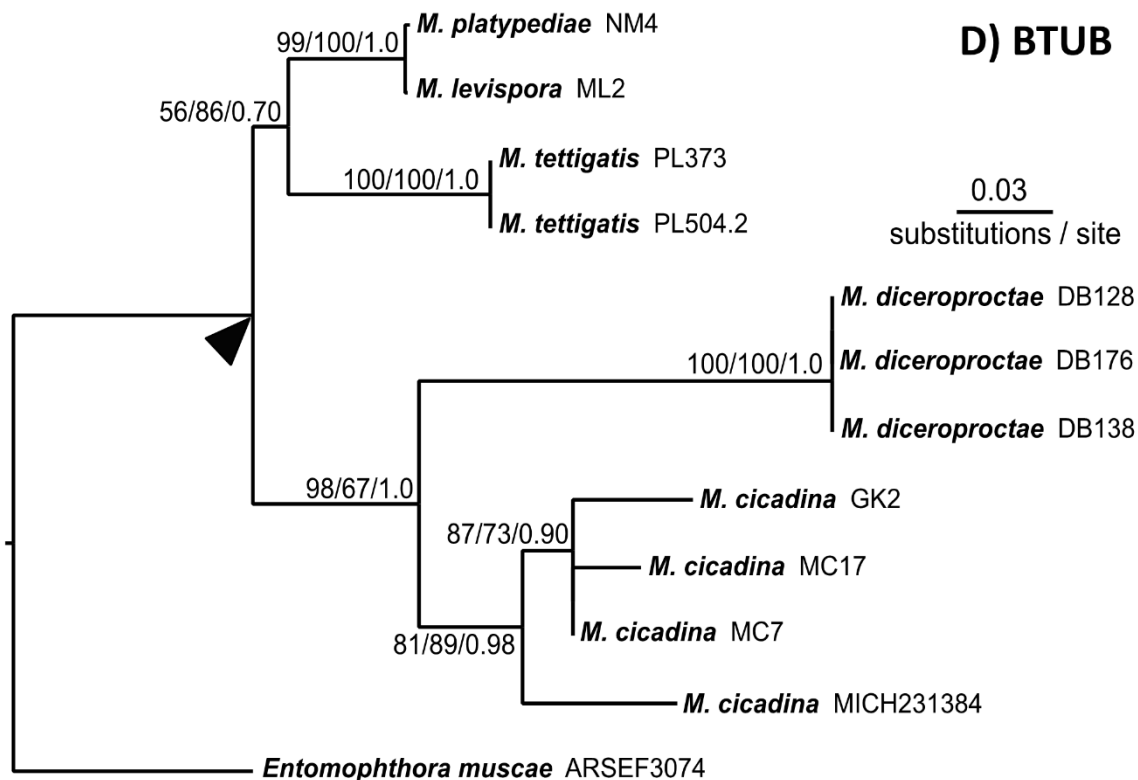 M. platypediae NM4
99/100/1.0
D) BTUB
M. levispora ML2
56/86/0.70
M. tettigatis PL373
100/100/1.0
0.03
M. tettigatis PL504.2
substitutions / site
M. diceroproctae DB128
100/100/1.0
M. diceroproctae DB176
M. diceroproctae DB138
98/67/1.0
M. cicadina GK2
87/73/0.90
M. cicadina MC17
M. cicadina MC7
81/89/0.98
M. cicadina MICH231384
Entomophthora muscae ARSEF3074